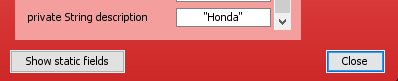 private String description "Honda"
Show static fields Close